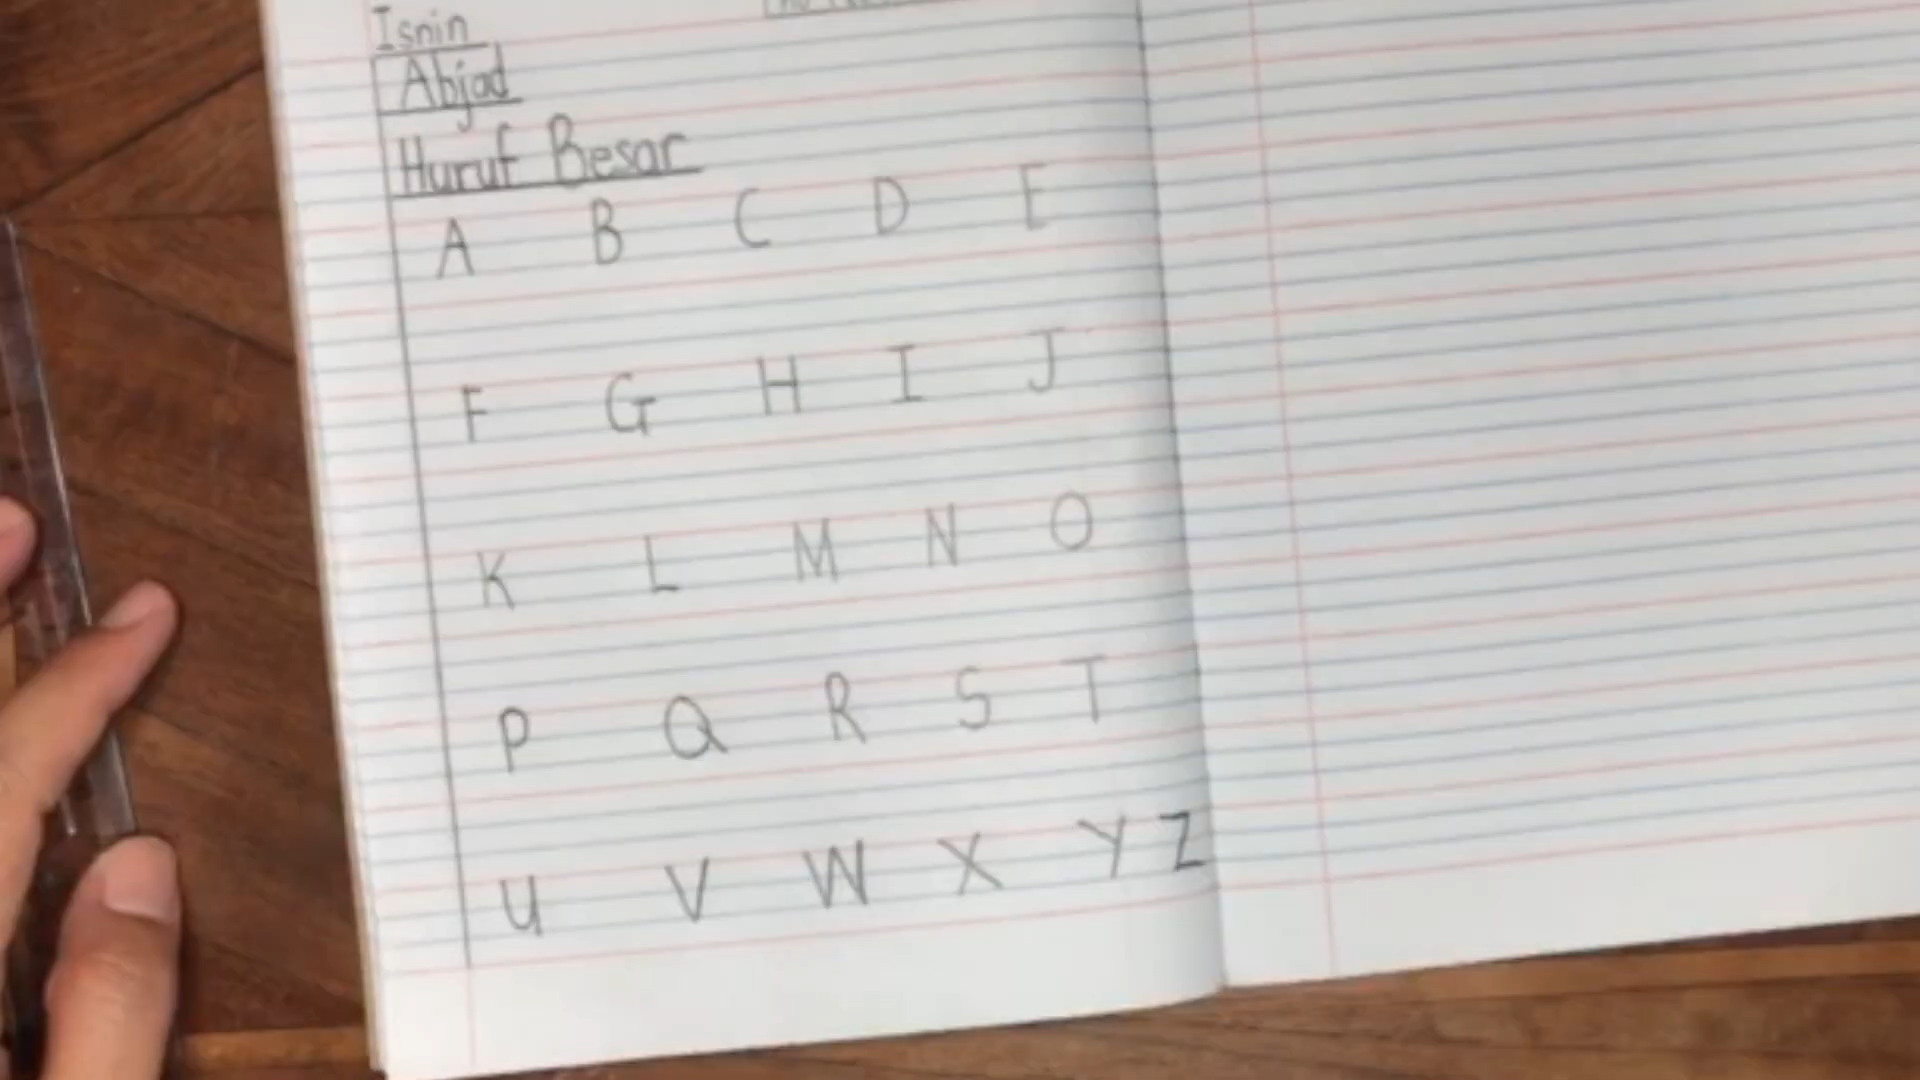 Isnin
Abjad
Huruf Besar
A B C D E
F G H I J
K L M N O
P Q R S T
U V W X Y Z